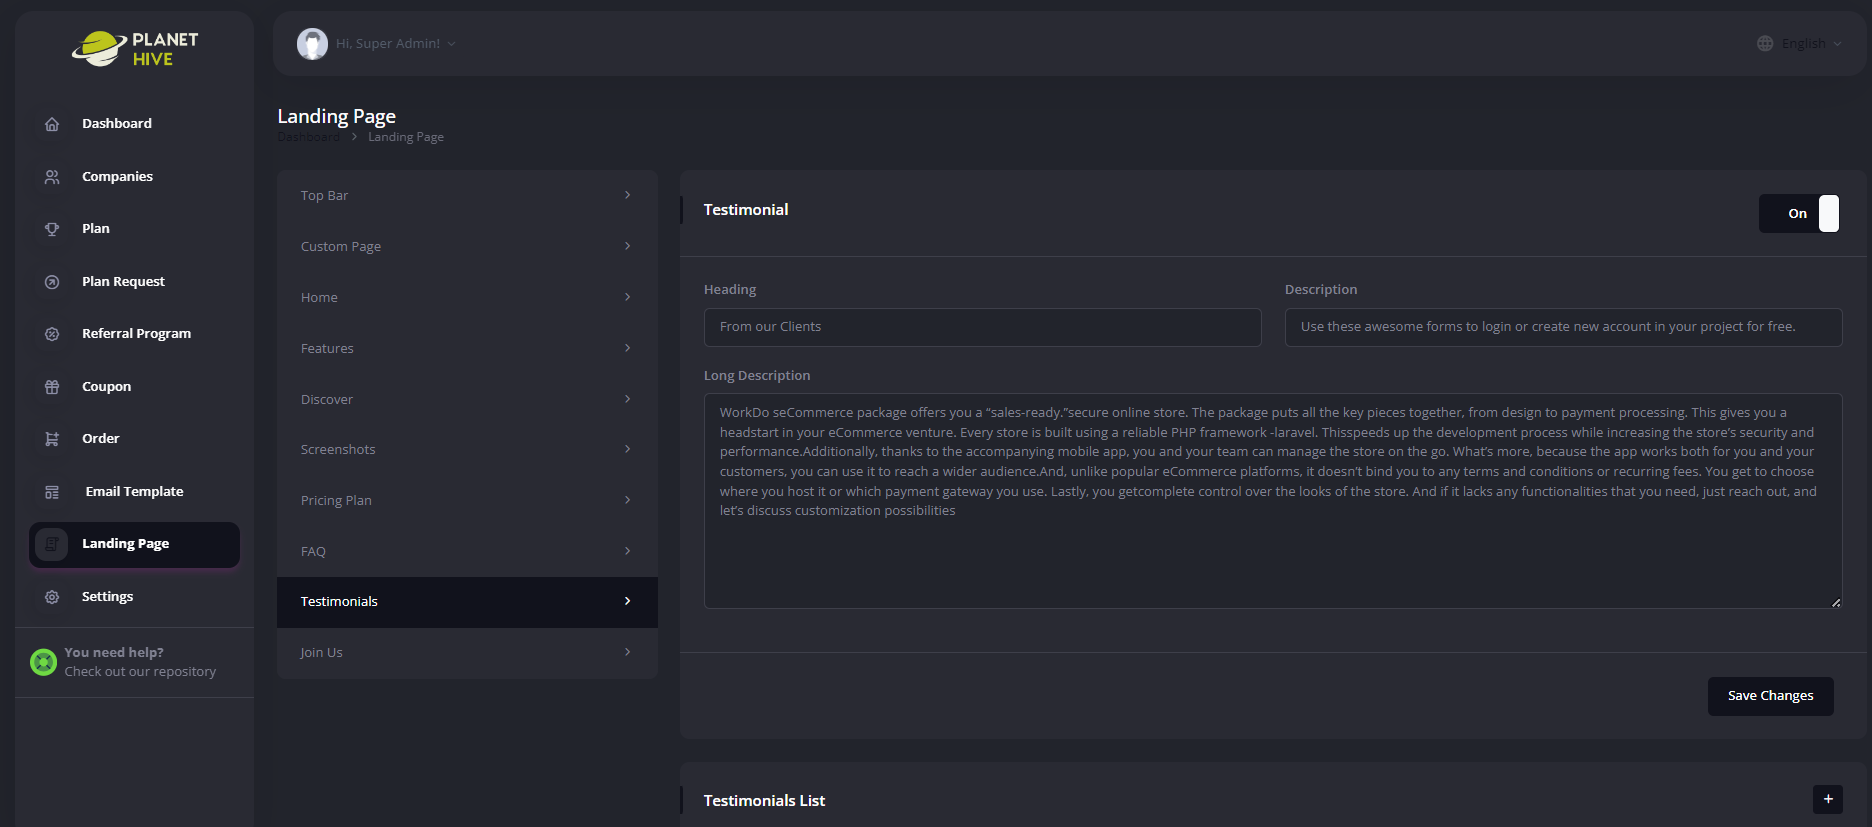 PLANET
HIVE
Hi, Super Admin!
English
Dashboard
Companies
Plan
Plan Request
Referral Program
Coupon
Order
Email Template
Landing Page
Settings
You need help?
Check out our repository
Landing Page
Dashboard > Landing Page
Top Bar
Custom Page
Home
Features
Discover
Screenshots
Pricing Plan
FAQ
Testimonials
Join Us
Testimonial
On
Heading
From our Clients
Description
Use these awesome forms to login or create new account in your project for free.
Long Description
WorkDo seCommerce package offers you a “sales-ready.”secure online store. The package puts all the key pieces together, from design to payment processing. This gives you a
headstart in your eCommerce venture. Every store is built using a reliable PHP framework -laravel. Thisspeeds up the development process while increasing the store’s security and
performance.Additionally, thanks to the accompanying mobile app, you and your team can manage the store on the go. What’s more, because the app works both for you and your
customers, you can use it to reach a wider audience.And, unlike popular eCommerce platforms, it doesn’t bind you to any terms and conditions or recurring fees. You get to choose
where you host it or which payment gateway you use. Lastly, you getcomplete control over the looks of the store. And if it lacks any functionalities that you need, just reach out, and
let’s discuss customization possibilities
Save Changes
Testimonials List
+